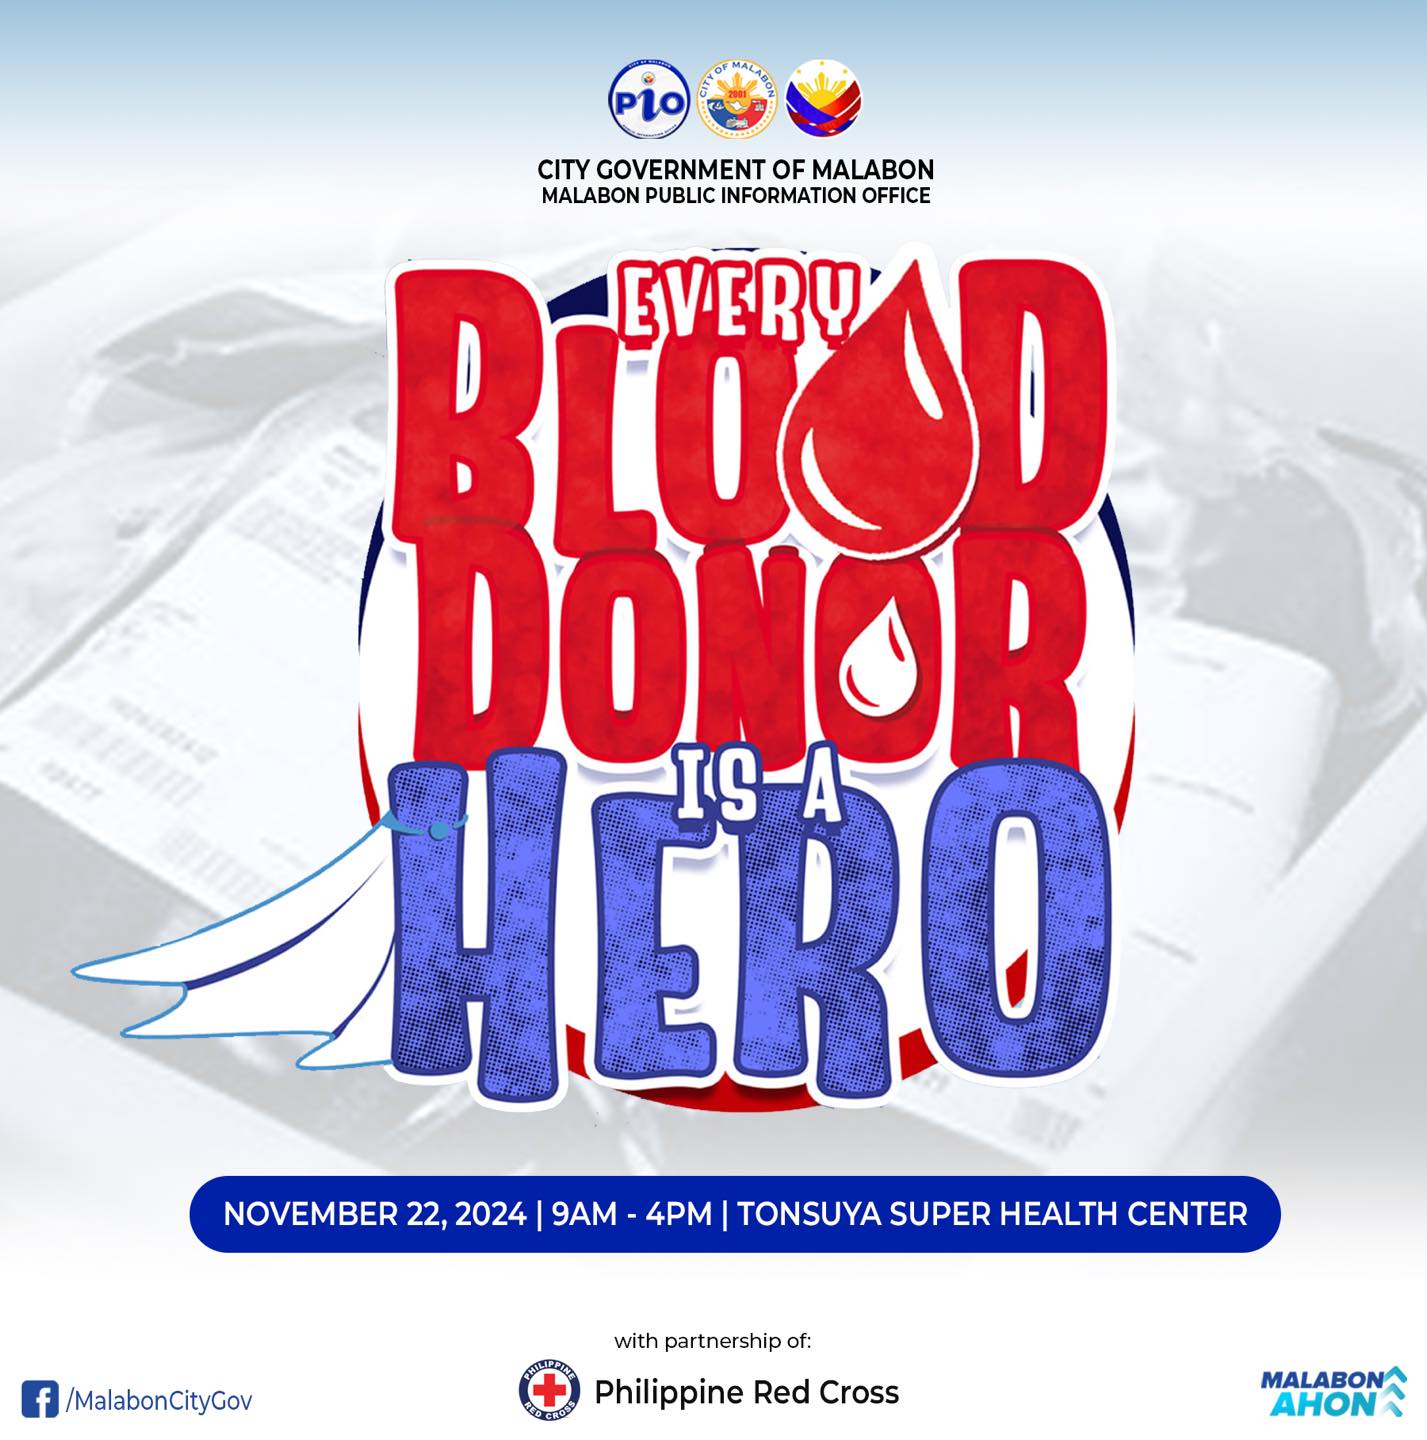 PIO
CITY OF MALABON
2001
CITY GOVERNMENT OF MALABON
MALABON PUBLIC INFORMATION OFFICE
EVERY
BLOOD
DONOR
IS A
HERO
NOVEMBER 22, 2024 | 9AM - 4PM | TONSUYA SUPER HEALTH CENTER
with partnership of:
PHILIPPINE
RED CROSS
Philippine Red Cross
/MalabonCityGov
MALABON
AHON